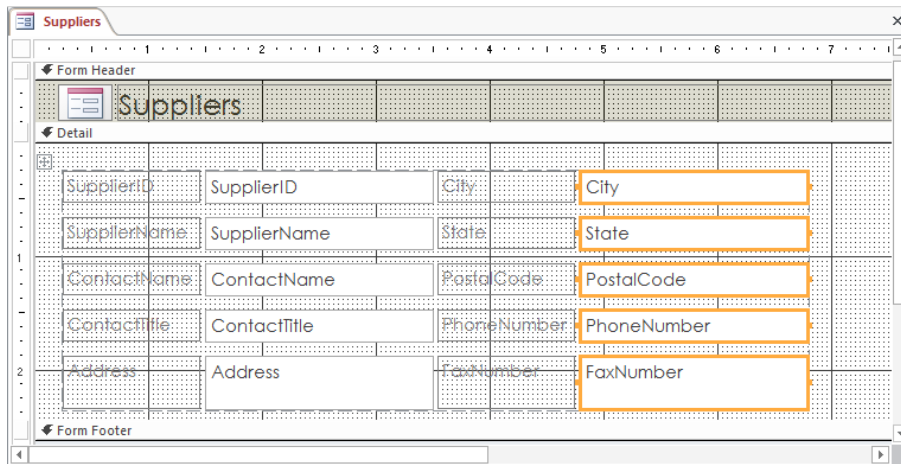 Suppliers
1 2 3 4 5 6 7
Form Header
Suppliers
Detail
SupplierID SupplierID City City
SupplierName SupplierName State State
1
ContactName ContactName PostalCode PostalCode
ContactTitle ContactTitle PhoneNumber PhoneNumber
2 Address Address FaxNumber FaxNumber
Form Footer